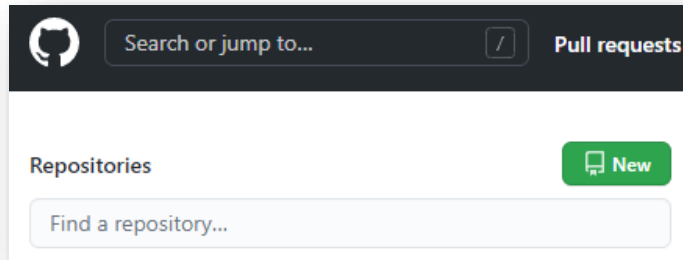 Search or jump to... / Pull requests
Repositories New
Find a repository...